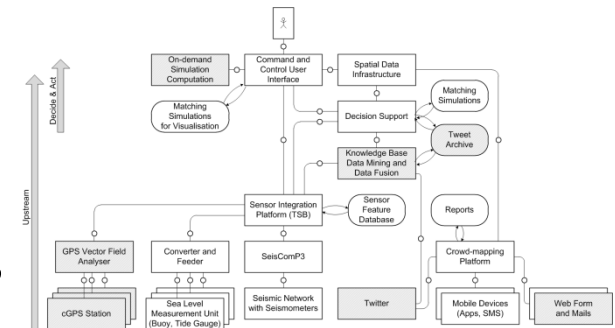 On-demand
Simulation
Computation
Command and
Control User
Interface
Spatial Data
Infrastructure
Matching
Simulations
for Visualisation
Decision Support
Matching
Simulations
Tweet
Archive
Knowledge Base
Data Mining and
Data Fusion
Decide & Act
Upstream
Sensor Integration
Platform (TSB)
Sensor
Feature
Database
Reports
GPS Vector Field
Analyser
Converter and
Feeder
SeisComP3
Crowd-mapping
Platform
cGPS Station
Sea Level
Measurement Unit
(Buoy, Tide Gauge)
Seismic Network
with Seismometers
Twitter
Mobile Devices
(Apps, SMS)
Web Form
and Mails